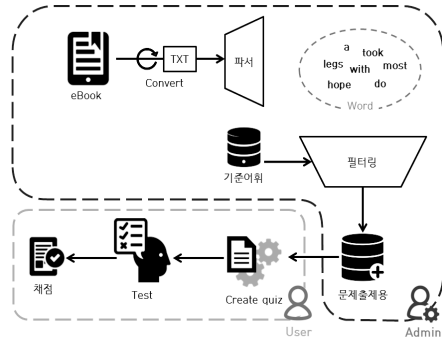 eBook
Convert
TXT
파서
a
took
legs
with
most
hope
do
Word
기준어휘
필터링
채점
Test
Create quiz
문제출제용
User
Admin